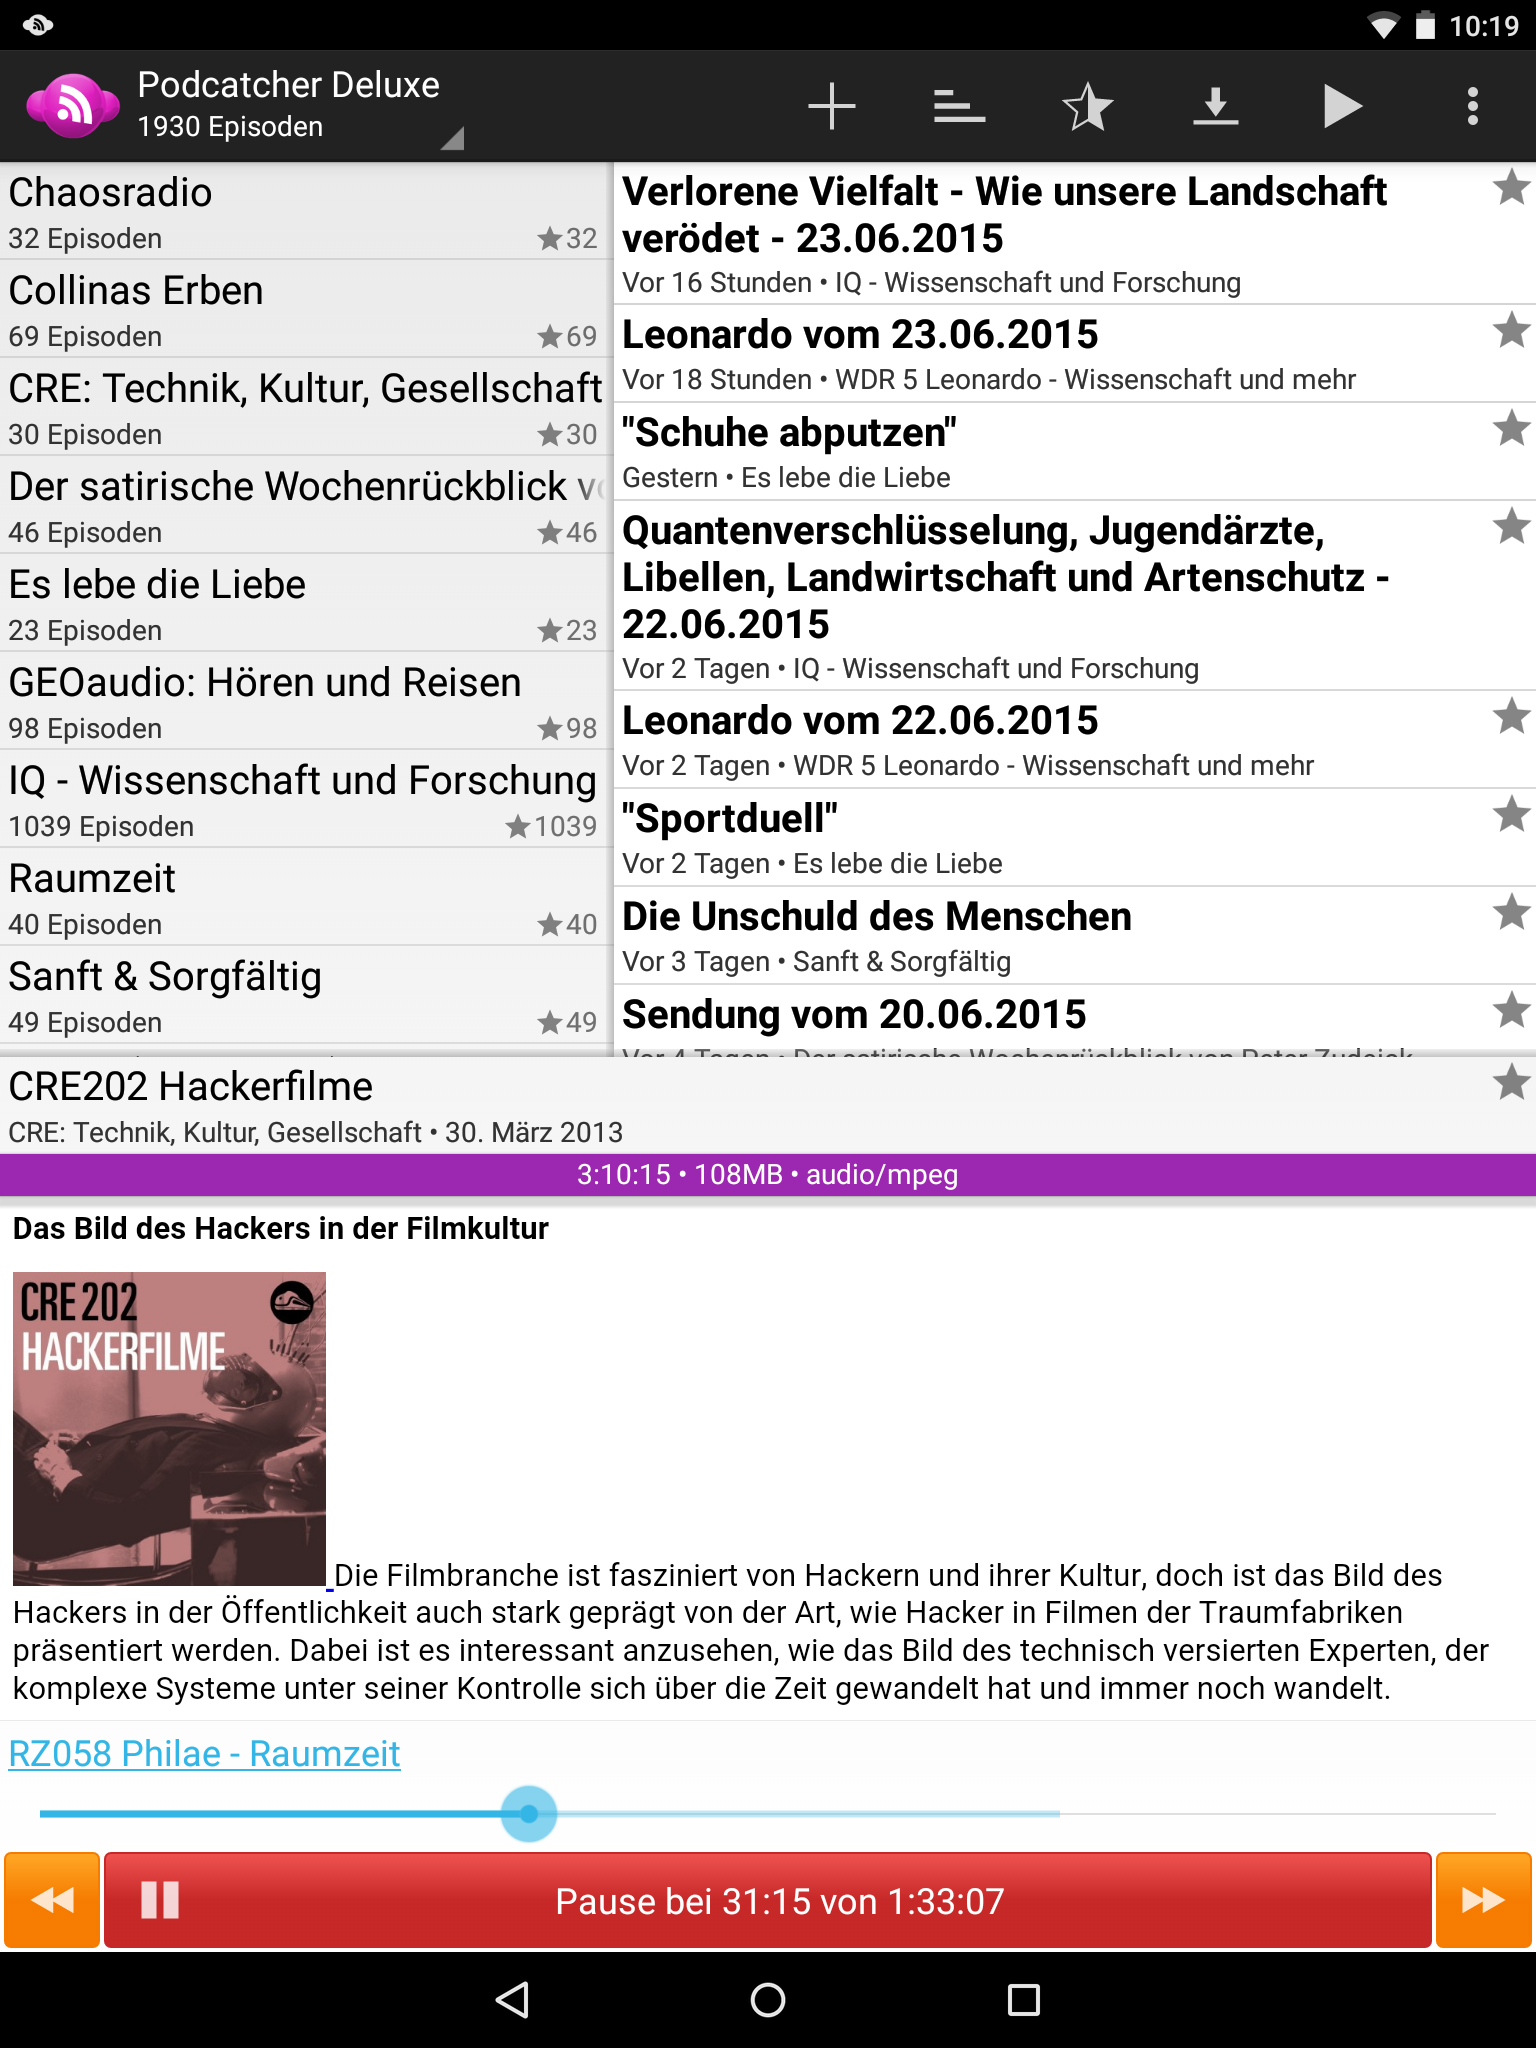 10:19
Podcatcher Deluxe
1930 Episoden
Chaosradio
32 Episoden
32
Collinas Erben
69 Episoden
69
CRE: Technik, Kultur, Gesellschaft
30 Episoden
30
Der satirische Wochenrückblick
46 Episoden
46
Es lebe die Liebe
23 Episoden
23
GEOaudio: Hören und Reisen
98 Episoden
98
IQ - Wissenschaft und Forschung
1039 Episoden
1039
Raumzeit
40 Episoden
40
Sanft & Sorgfältig
49 Episoden
49
Verlorene Vielfalt - Wie unsere Landschaft
verödet - 23.06.2015
Vor 16 Stunden • IQ - Wissenschaft und Forschung
Leonardo vom 23.06.2015
Vor 18 Stunden • WDR 5 Leonardo - Wissenschaft und mehr
"Schuhe abputzen"
Gestern • Es lebe die Liebe
Quantenverschlüsselung, Jugendärzte,
Libellen, Landwirtschaft und Artenschutz -
22.06.2015
Vor 2 Tagen • IQ - Wissenschaft und Forschung
Leonardo vom 22.06.2015
Vor 2 Tagen • WDR 5 Leonardo - Wissenschaft und mehr
"Sportduell"
Vor 2 Tagen • Es lebe die Liebe
Die Unschuld des Menschen
Vor 3 Tagen • Sanft & Sorgfältig
Sendung vom 20.06.2015
Vor 4 Tagen • Der satirische Wochenrückblick von Peter Zudeick
CRE202 Hackerfilme
CRE: Technik, Kultur, Gesellschaft • 30. März 2013
3:10:15 • 108MB • audio/mpeg
Das Bild des Hackers in der Filmkultur
CRE 202
HACKERFILME
Die Filmbranche ist fasziniert von Hackern und ihrer Kultur, doch ist das Bild des
Hackers in der Öffentlichkeit auch stark geprägt von der Art, wie Hacker in Filmen der Traumfabriken
präsentiert werden. Dabei ist es interessant anzusehen, wie das Bild des technisch versierten Experten, der
komplexe Systeme unter seiner Kontrolle sich über die Zeit gewandelt hat und immer noch wandelt.
RZ058 Philae - Raumzeit
Pause bei 31:15 von 1:33:07